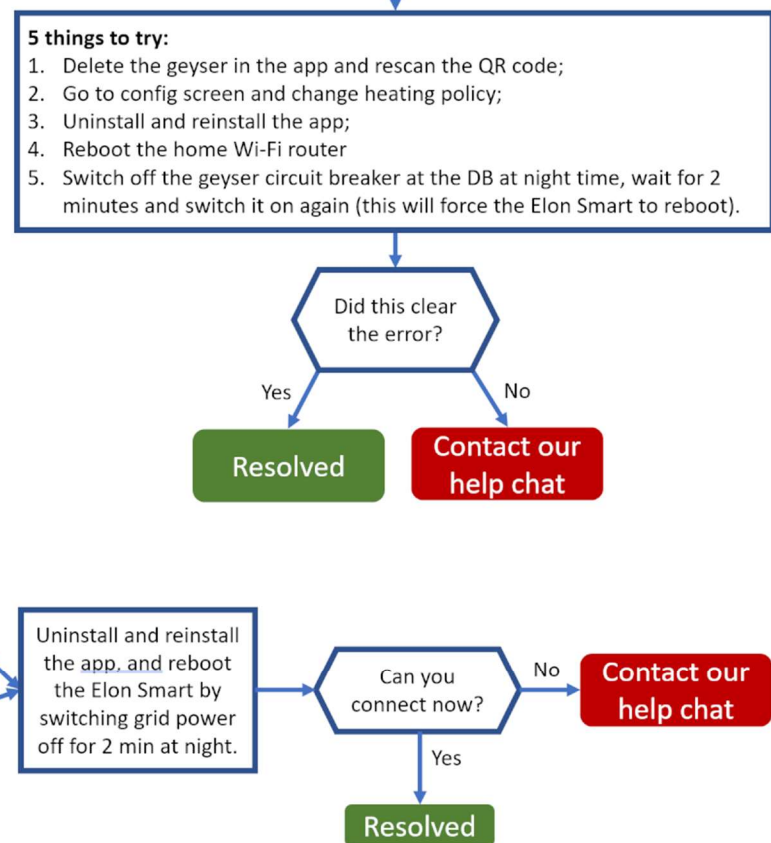 5 things to try:
1. Delete the geyser in the app and rescan the QR code;
2. Go to config screen and change heating policy;
3. Uninstall and reinstall the app;
4. Reboot the home Wi-Fi router
5. Switch off the geyser circuit breaker at the DB at night time, wait for 2
minutes and switch it on again (this will force the Elon Smart to reboot).
Did this clear
the error?
Yes
No
Resolved
Contact our
help chat
Uninstall and reinstall
the app, and reboot
the Elon Smart by
switching grid power
off for 2 min at night.
Can you
connect now?
No
Contact our
help chat
Yes
Resolved